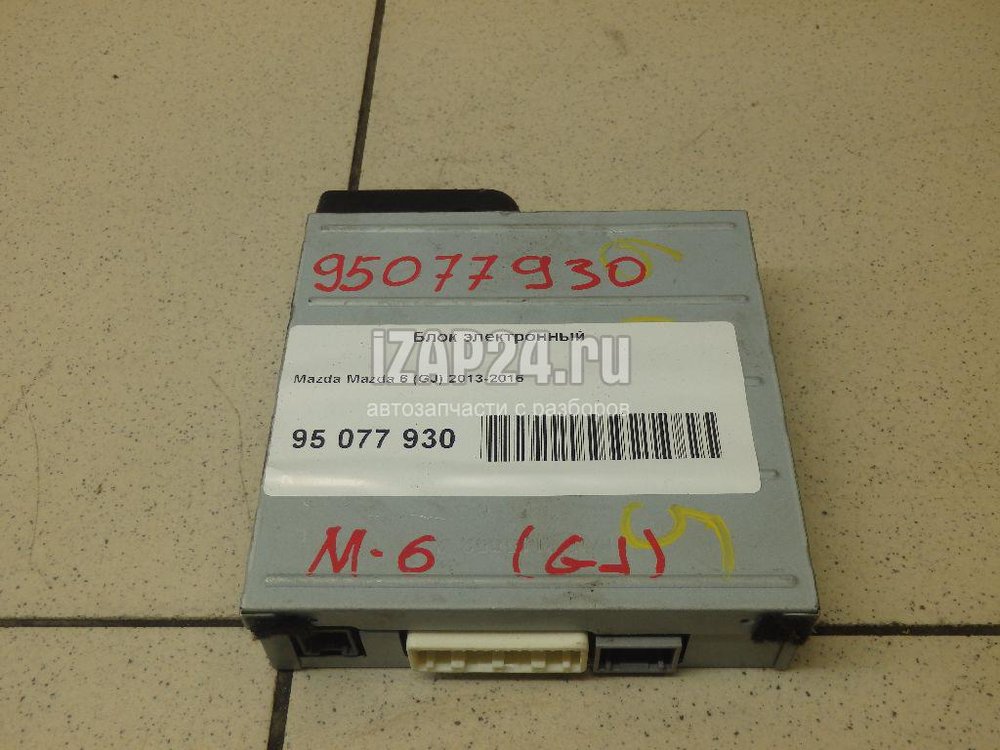 95077930
Блок электронный
iZAP24.ru
Mazda Mazda 6 (GJ) 2013-2016
автозапчасти с разборов
95 077 930
M-6 (GJ)